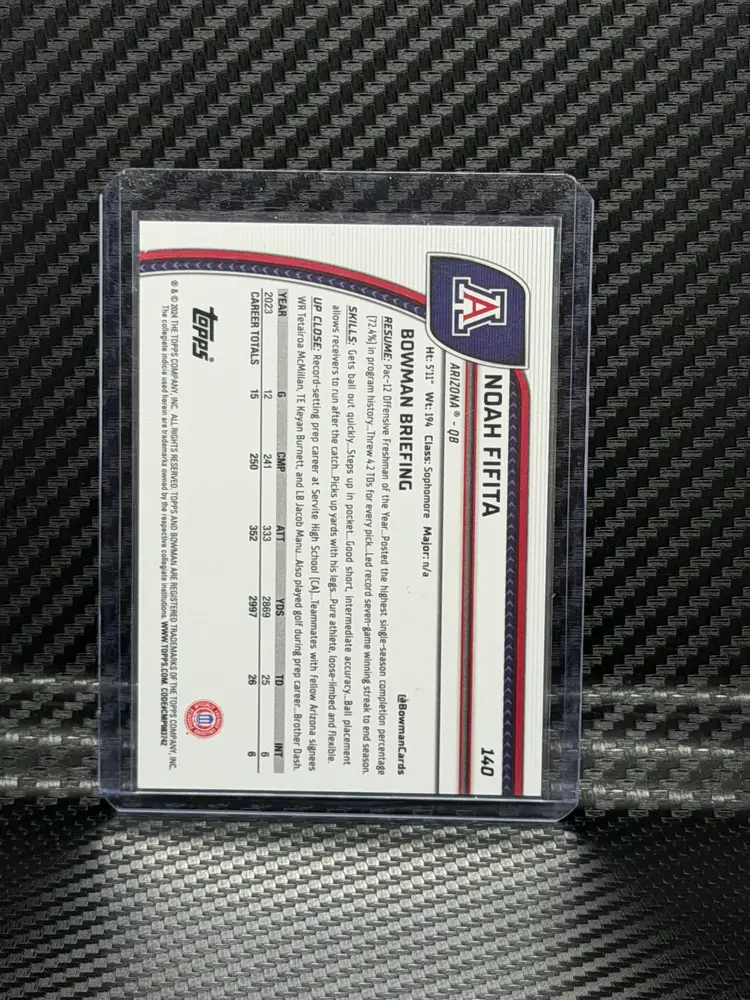 A
NOAH FIFITA
140
ARIZONA® - QB
Ht: 5'11" Wt: 194 Class: Sophomore Major: n/a
BOWMAN BRIEFING
@BowmanCards
RESUME: Pac-12 Offensive Freshman of the Year...Posted the highest single-season completion percentage
(72.4%) in program history...Threw 4.2 TDs for every pick...Led record seven-game winning streak to end season.
SKILLS: Gets ball out quickly...Steps up in pocket...Good short, intermediate accuracy...Ball placement
allows receivers to run after the catch...Picks up yards with his legs...Pure athlete, loose-limbed and flexible.
UP CLOSE: Record-setting prep career at Servite High School (CA)...Teammates with fellow Arizona signees
WR Tetairoa McMillan, TE Keyan Burnett, and LB Jacob Manu...Also played golf during prep career...Brother Dash.
YEAR G CMP ATT YDS TD INT
2023 12 241 333 2869 25 6
CAREER TOTALS 15 250 352 2997 26 6
topps®
® & © 2024 THE TOPPS COMPANY, INC. ALL RIGHTS RESERVED. TOPPS AND BOWMAN ARE REGISTERED TRADEMARKS OF THE TOPPS COMPANY, INC.
The collegiate indicia used herein are trademarks owned by the respective collegiate institutions. WWW.TOPPS.COM. CODE#CMP903742